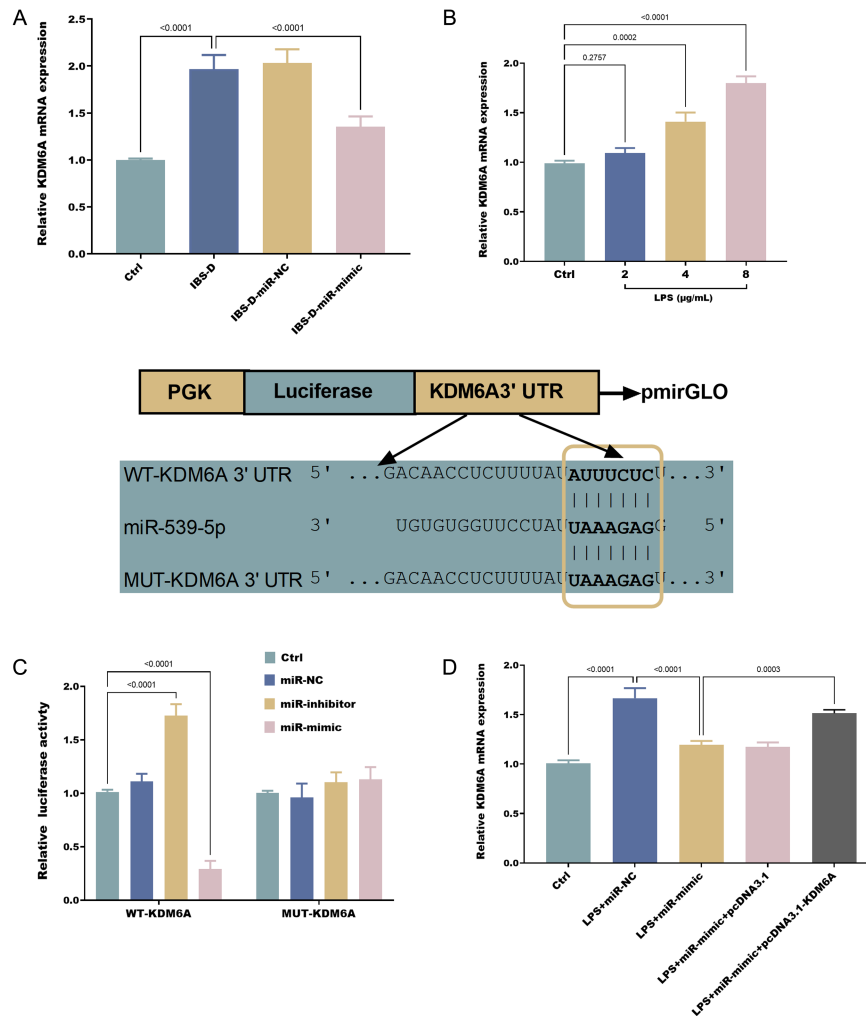 A
Relative KDM6A mRNA expression
2.5
2.0
1.5
1.0
0.5
0.0
<0.0001
<0.0001
Ctrl
IBS-D
IBS-D-miR-NC
IBS-D-miR-mimic
B
Relative KDM6A mRNA expression
2.0
1.5
1.0
0.5
0.0
<0.0001
0.0002
0.2757
Ctrl
2
4
8
LPS (µg/mL)
PGK
Luciferase
KDM6A3' UTR
pmirGLO
WT-KDM6A 3' UTR 5' ...GACAACCUCUUUUAUAUUUCUCU...3'
miR-539-5p 3' UGUGUGGUUCCUAUUAAAGAGG 5'
MUT-KDM6A 3' UTR 5' ...GACAACCUCUUUUAUUAAAGAGU...3'
C
Relative luciferase activty
2.0
1.5
1.0
0.5
0.0
<0.0001
<0.0001
Ctrl
miR-NC
miR-inhibitor
miR-mimic
WT-KDM6A
MUT-KDM6A
D
Relative KDM6A mRNA expression
2.0
1.5
1.0
0.5
0.0
<0.0001
<0.0001
0.0003
Ctrl
LPS+miR-NC
LPS+miR-mimic
LPS+miR-mimic+pcDNA3.1
LPS+miR-mimic+pcDNA3.1-KDM6A